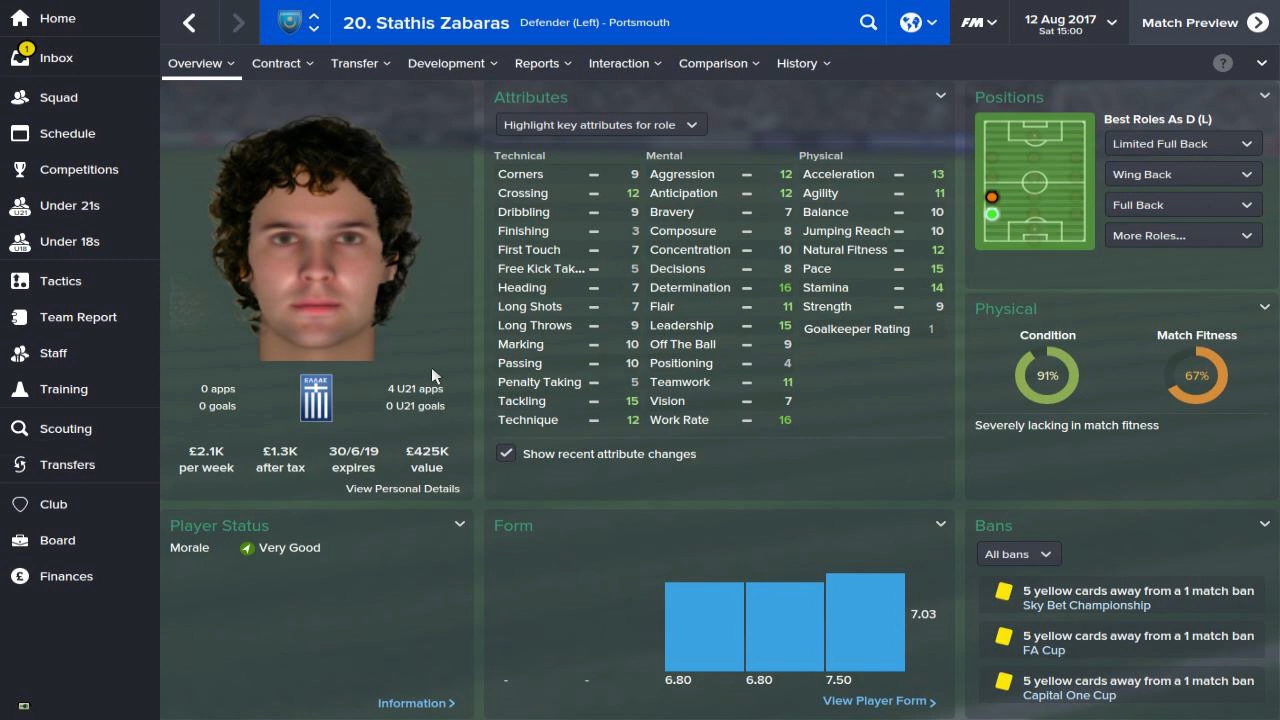 Home
1
Inbox
Squad
Schedule
Competitions
U21
Under 21s
U18
Under 18s
Tactics
Team Report
Staff
Training
Scouting
Transfers
Club
Board
£
Finances
20. Stathis Zabaras
Defender (Left) - Portsmouth
FM
12 Aug 2017
Sat 15:00
Match Preview
Overview
Contract
Transfer
Development
Reports
Interaction
Comparison
History
?
ΕΛΛΑΣ
0 apps
4 U21 apps
0 goals
0 U21 goals
£2.1K £1.3K 30/6/19 £425K
per week after tax expires value
View Personal Details
Attributes
Highlight key attributes for role
Technical Mental Physical
Corners – 9 Aggression – 12 Acceleration – 13
Crossing – 12 Anticipation – 12 Agility – 11
Dribbling – 9 Bravery – 7 Balance – 10
Finishing – 3 Composure – 8 Jumping Reach – 10
First Touch – 7 Concentration – 10 Natural Fitness – 12
Free Kick Tak... – 5 Decisions – 8 Pace – 15
Heading – 7 Determination – 16 Stamina – 14
Long Shots – 7 Flair – 11 Strength – 9
Long Throws – 9 Leadership – 15 Goalkeeper Rating 1
Marking – 10 Off The Ball – 9
Passing – 10 Positioning – 4
Penalty Taking – 5 Teamwork – 11
Tackling – 15 Vision – 7
Technique – 12 Work Rate – 16
Show recent attribute changes
Positions
Best Roles As D (L)
Limited Full Back
Wing Back
Full Back
More Roles...
Physical
Condition Match Fitness
91% 67%
Severely lacking in match fitness
Player Status
Morale Very Good
Information >
Form
7.03
- - 6.80 6.80 7.50
View Player Form >
Bans
All bans
5 yellow cards away from a 1 match ban
Sky Bet Championship
5 yellow cards away from a 1 match ban
FA Cup
5 yellow cards away from a 1 match ban
Capital One Cup